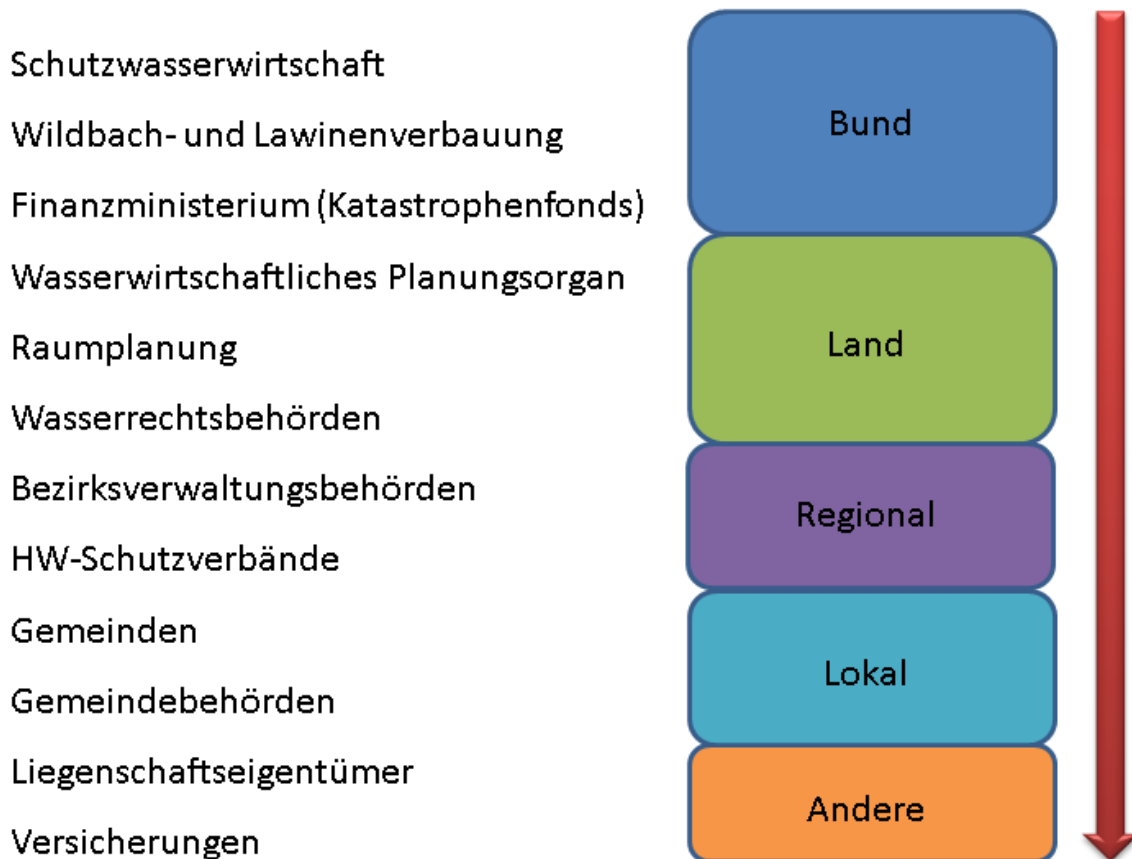 Schutzwasserwirtschaft
Wildbach- und Lawinenverbauung
Finanzministerium (Katastrophenfonds)
Wasserwirtschaftliches Planungsorgan
Raumplanung
Wasserrechtsbehörden
Bezirksverwaltungsbehörden
HW-Schutzverbände
Gemeinden
Gemeindebehörden
Liegenschaftseigentümer
Versicherungen
Bund
Land
Regional
Lokal
Andere